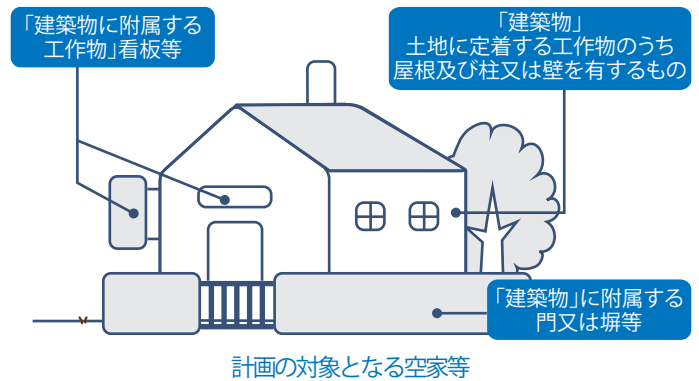 「建築物に附属する
工作物」看板等
「建築物」
土地に定着する工作物のうち
屋根及び柱又は壁を有するもの
「建築物」に附属する
門又は塀等
計画の対象となる空家等